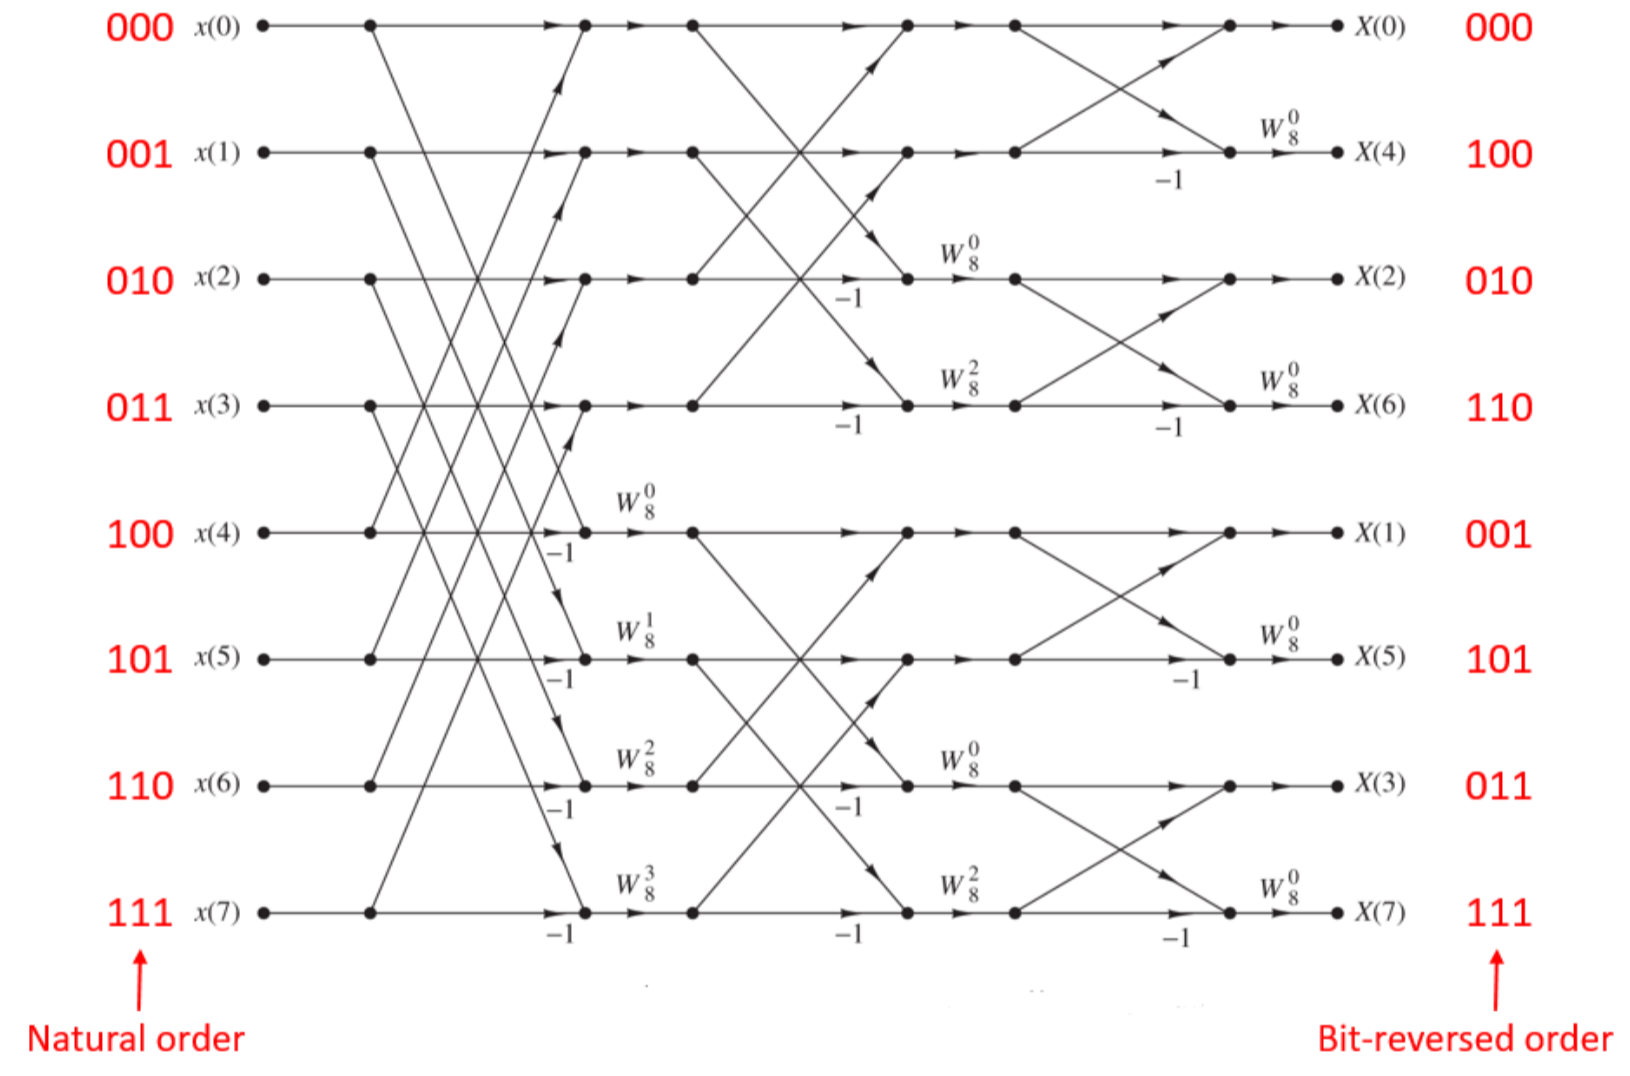 000 x(0) X(0) 000
W_8^0
001 x(1) X(4) 100
−1
W_8^0
010 x(2) X(2) 010
−1
W_8^2 W_8^0
011 x(3) X(6) 110
−1 −1
W_8^0
100 x(4) X(1) 001
−1
W_8^1 W_8^0
101 x(5) X(5) 101
−1 −1
W_8^2 W_8^0
110 x(6) X(3) 011
−1 −1
W_8^3 W_8^2 W_8^0
111 x(7) X(7) 111
−1 −1 −1
Natural order Bit-reversed order